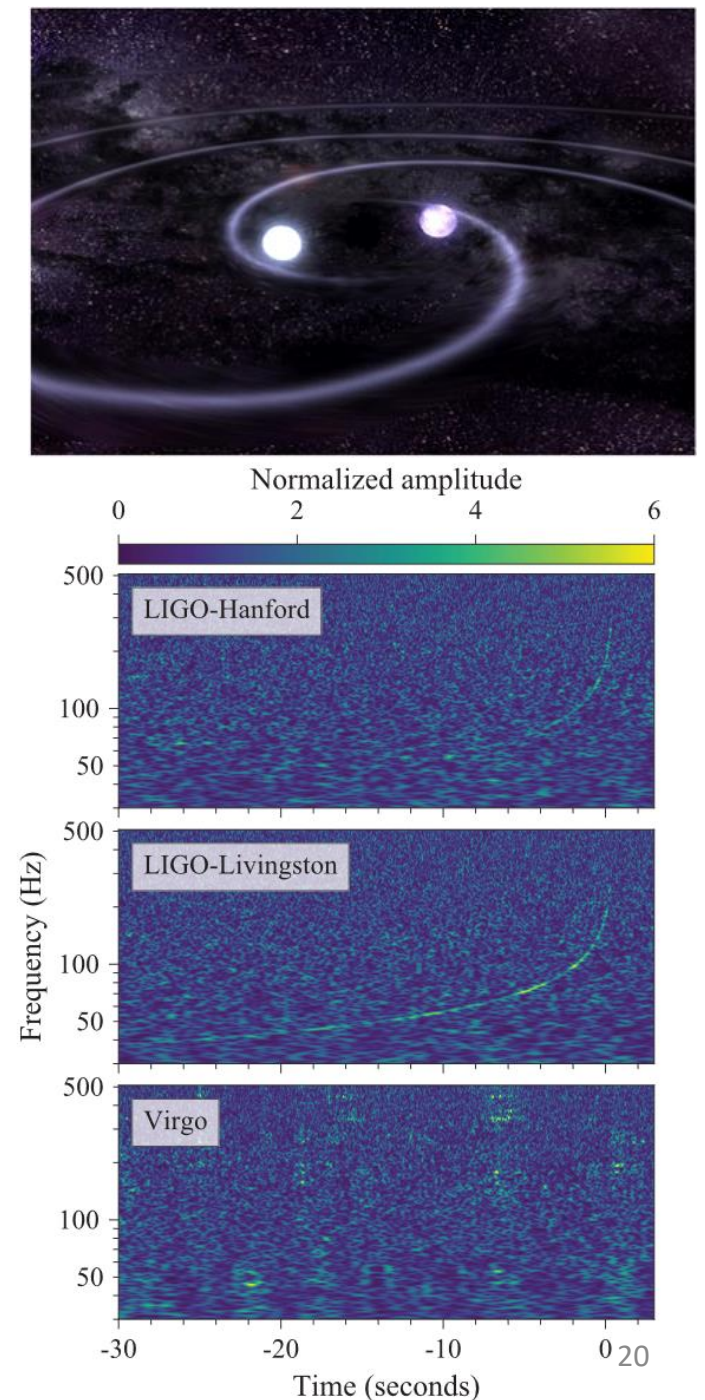 Normalized amplitude
0 2 4 6
500
LIGO-Hanford
100
50
500
LIGO-Livingston
100
50
Frequency (Hz)
500
Virgo
100
50
-30 -20 -10 0 20
Time (seconds)